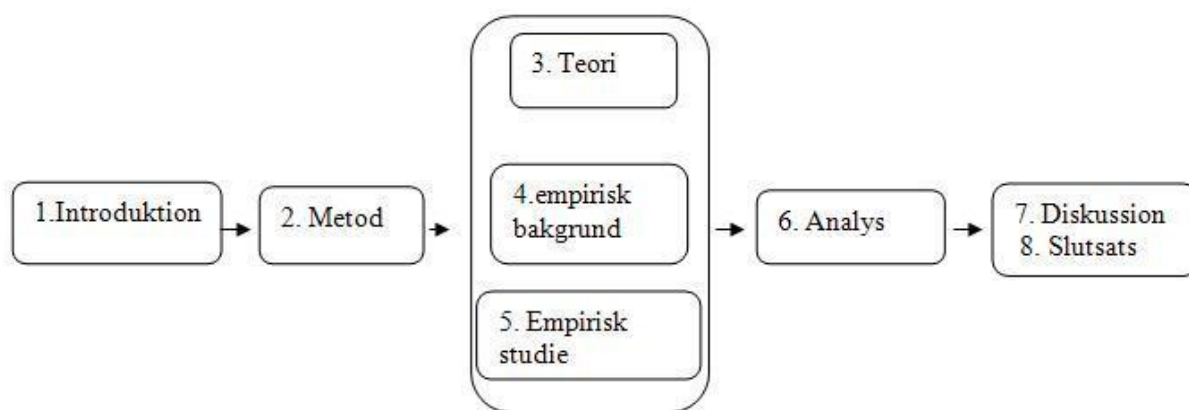 1.Introduktion
2. Metod
3. Teori
4.empirisk
bakgrund
5. Empirisk
studie
6. Analys
7. Diskussion
8. Slutsats